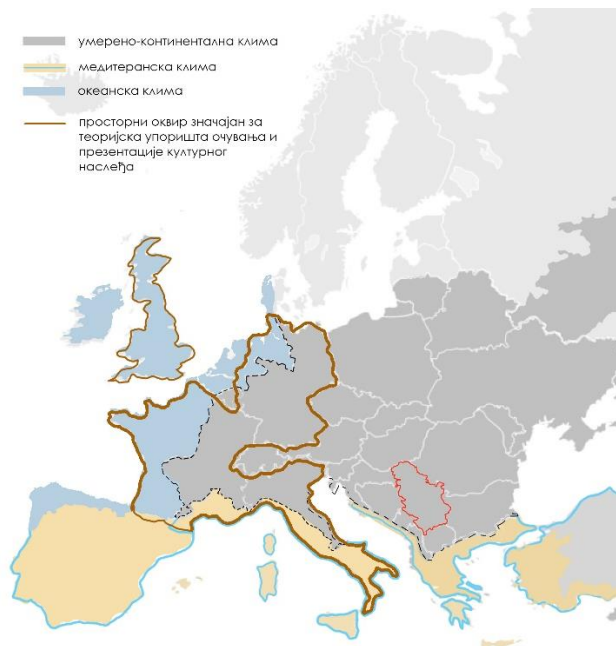 умерено-континентална клима
медитеранска клима
океанска клима
просторни оквир значајан за
теоријска упоришта очувања и
презентације културног
наслеђа